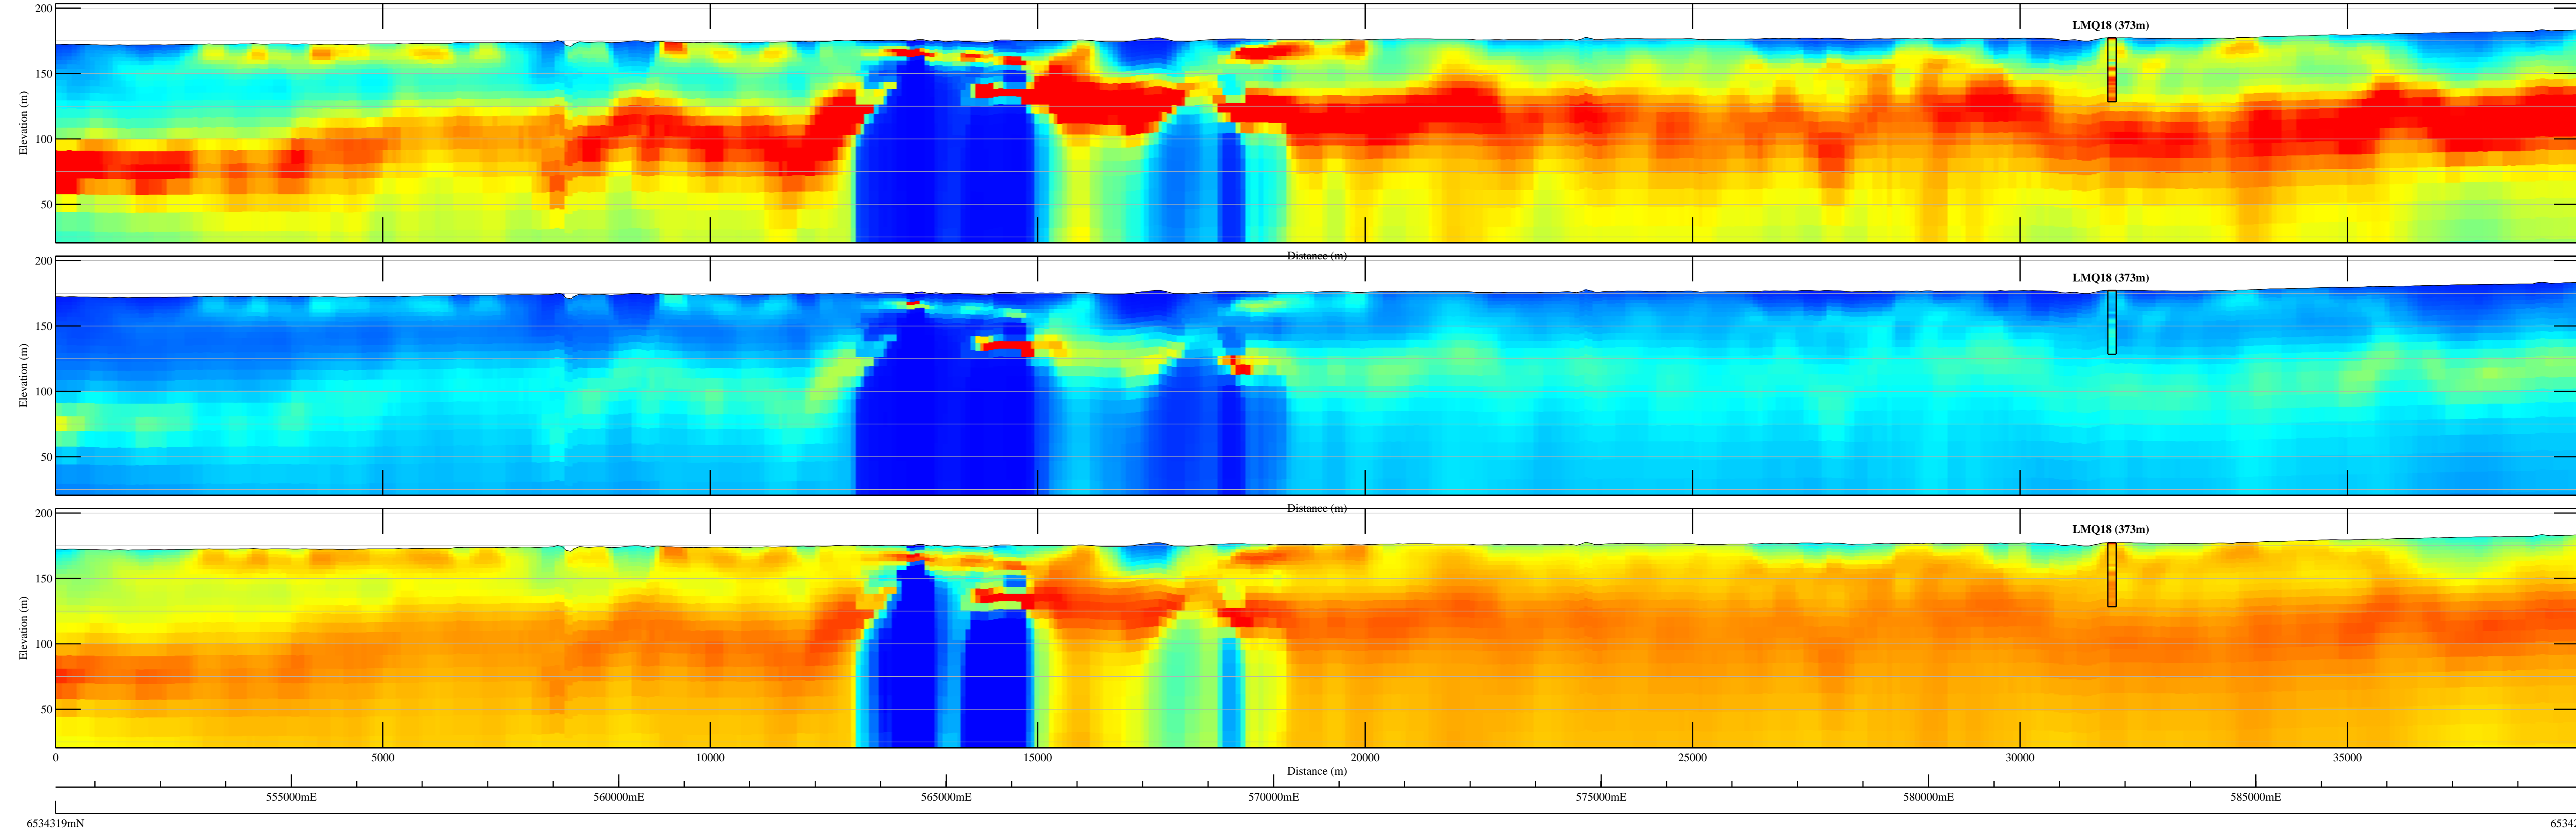 200
LMQ18 (373m)
150
Elevation (m)
100
50
Distance (m)
200
LMQ18 (373m)
150
Elevation (m)
100
50
Distance (m)
200
LMQ18 (373m)
150
Elevation (m)
100
50
0 5000 10000 15000 20000 25000 30000 35000
Distance (m)
555000mE 560000mE 565000mE 570000mE 575000mE 580000mE 585000mE
6534319mN